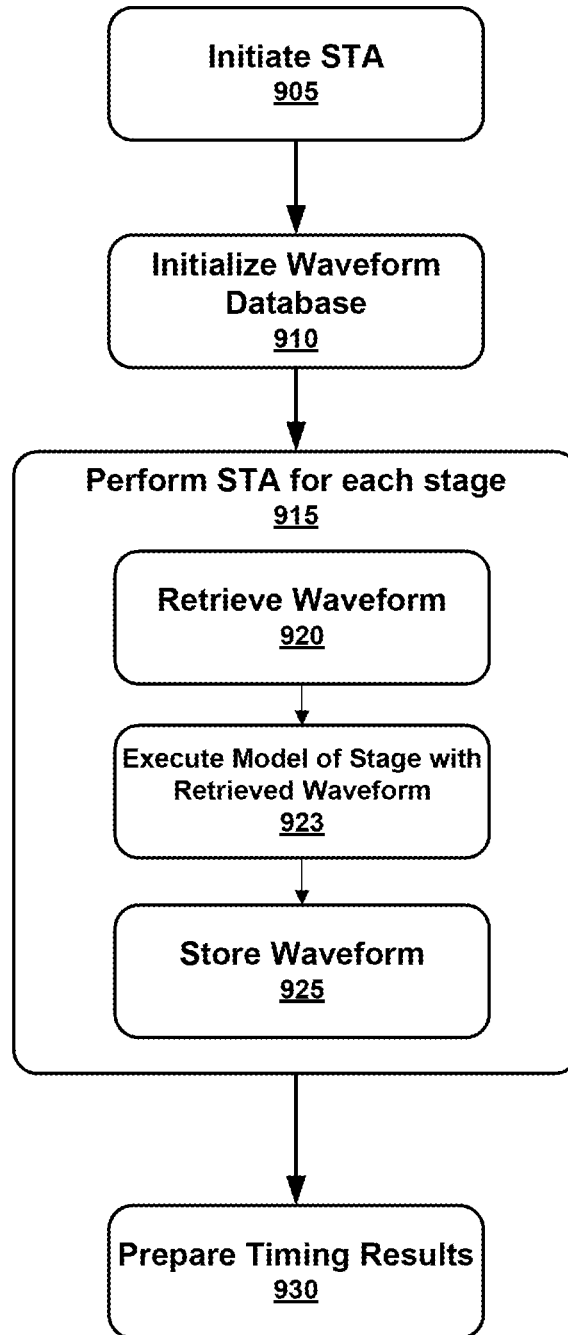 Initiate STA
905
Initialize Waveform
Database
910
Perform STA for each stage
915
Retrieve Waveform
920
Execute Model of Stage with
Retrieved Waveform
923
Store Waveform
925
Prepare Timing Results
930